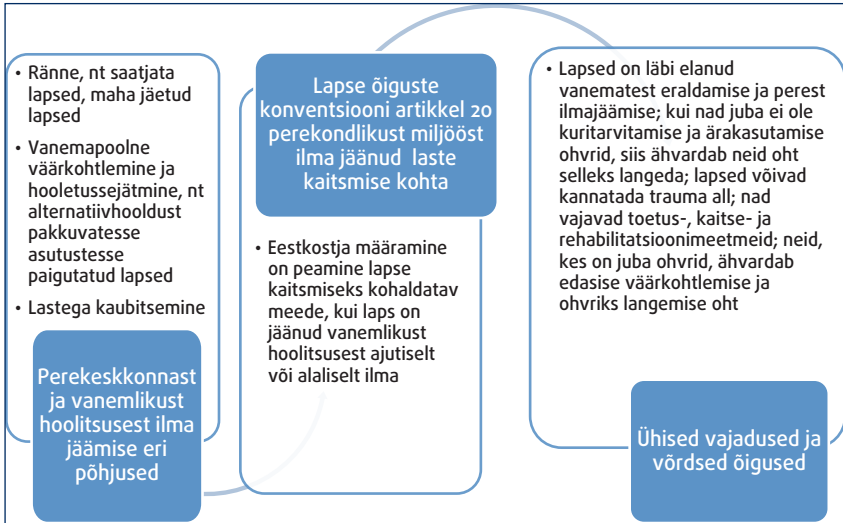 • Ränne, nt saatjata
lapsed, maha jäetud
lapsed
• Vanemapoolne
väärkohtlemine ja
hooletussejätmine, nt
alternatiivhooldust
pakkuvatesse
asutustesse
paigutatud lapsed
• Lastega kaubitsemine
Perekeskkonnast
ja vanemlikust
hoolitsusest ilma
jäämise eri
põhjused
Lapse õiguste
konventsiooni artikkel 20
perekondlikust miljööst
ilma jäänud laste
kaitsmise kohta
• Eestkostja määramine
on peamine lapse
kaitsmiseks kohaldatav
meede, kui laps on
jäänud vanemlikust
hoolitsusest ajutiselt
või alaliselt ilma
• Lapsed on läbi elanud
vanematest eraldamise ja perest
ilmajäämise; kui nad juba ei ole
kuritarvitamise ja ärakasutamise
ohvrid, siis ähvardab neid oht
selleks langeda; lapsed võivad
kannatada trauma all; nad
vajavad toetus-, kaitse- ja
rehabilitatsioonimeetmeid; neid,
kes on juba ohvrid, ähvardab
edasise väärkohtlemise ja
ohvriks langemise oht
Ühised vajadused ja
võrdsed õigused